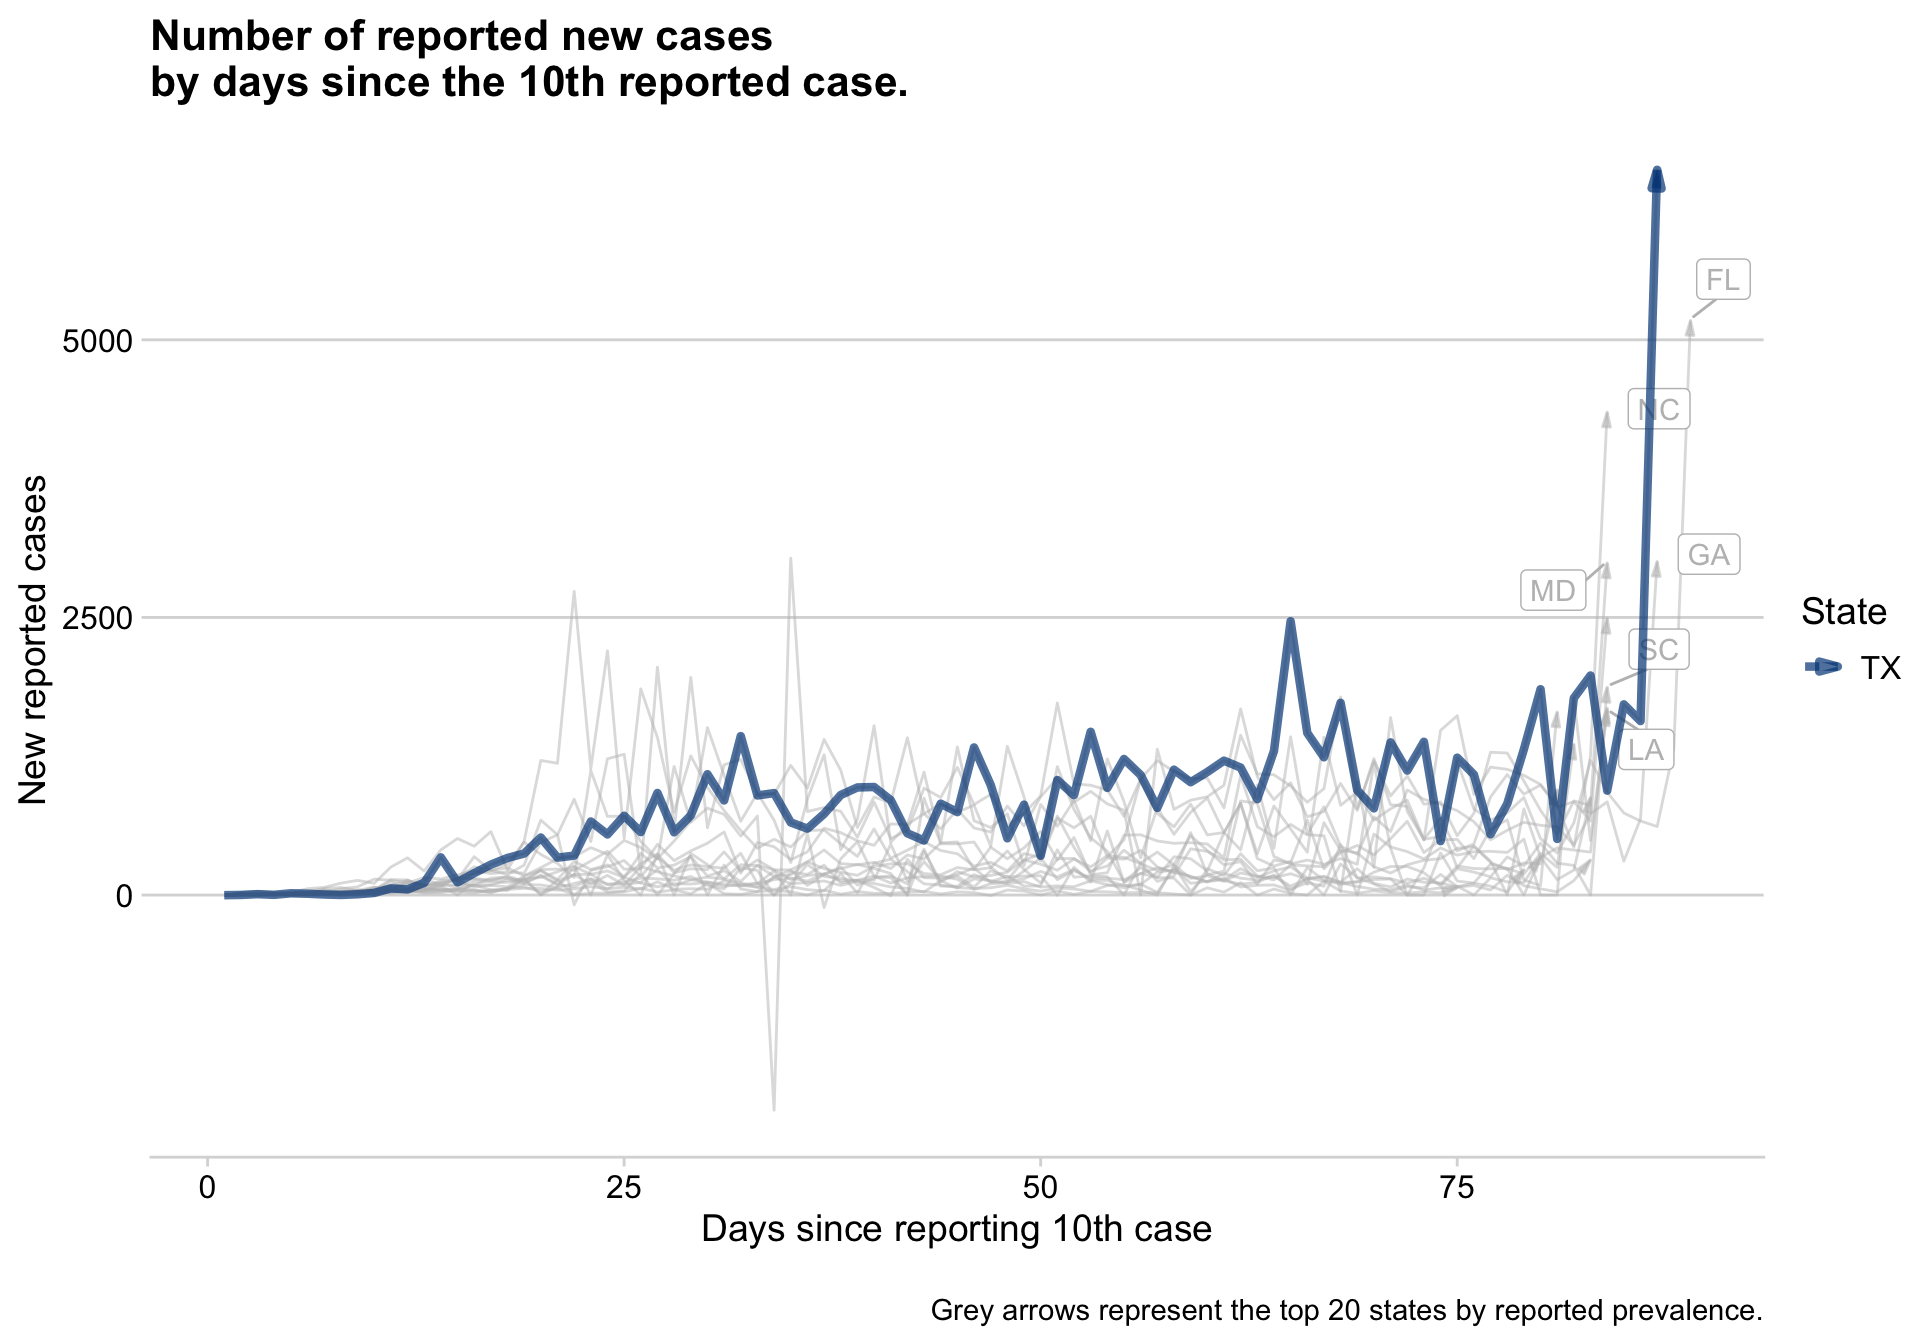 Number of reported new cases
by days since the 10th reported case.
FL
5000
NC
GA
MD
2500
SC
LA
0
New reported cases
State
TX
0 25 50 75
Days since reporting 10th case
Grey arrows represent the top 20 states by reported prevalence.